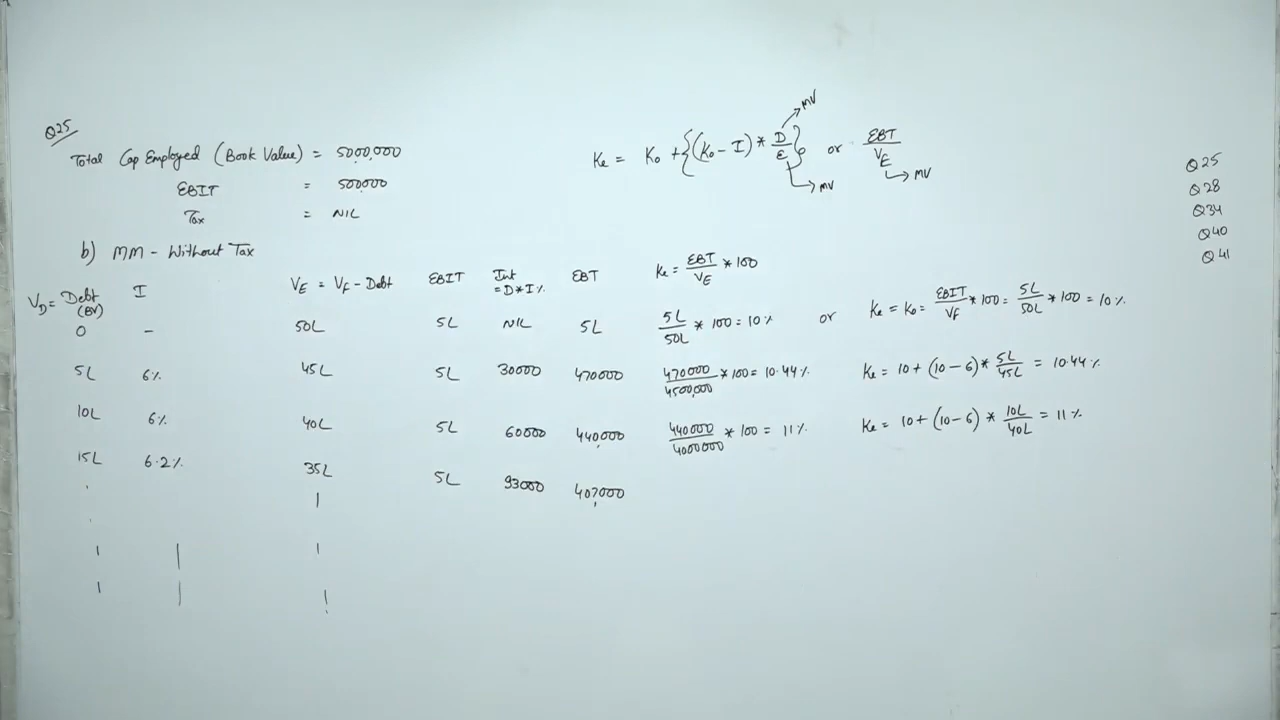 Q25
Total Cap Employed (Book Value) = 5000,000
EBIT = 500000
Tax = NIL
b) MM - Without Tax
Ke = Ko + {(Ko - I) * D/E} or EBT/VE
MV
MV
MV
Q25
Q28
Q34
Q40
Q41
VD = Debt (BV) I VE = VF - Debt EBIT Int = D*I% EBT Ke = EBT/VE * 100
0 - 50L 5L NIL 5L 5L/50L * 100 = 10% or Ke = Ko = EBIT/VF * 100 = 5L/50L * 100 = 10%
5L 6% 45L 5L 30000 470000 470000/4500,000 * 100 = 10.44% Ke = 10 + (10-6) * 5L/45L = 10.44%
10L 6% 40L 5L 60000 440,000 440000/4000000 * 100 = 11% Ke = 10 + (10-6) * 10L/40L = 11%
15L 6.2% 35L 5L 93000 407000